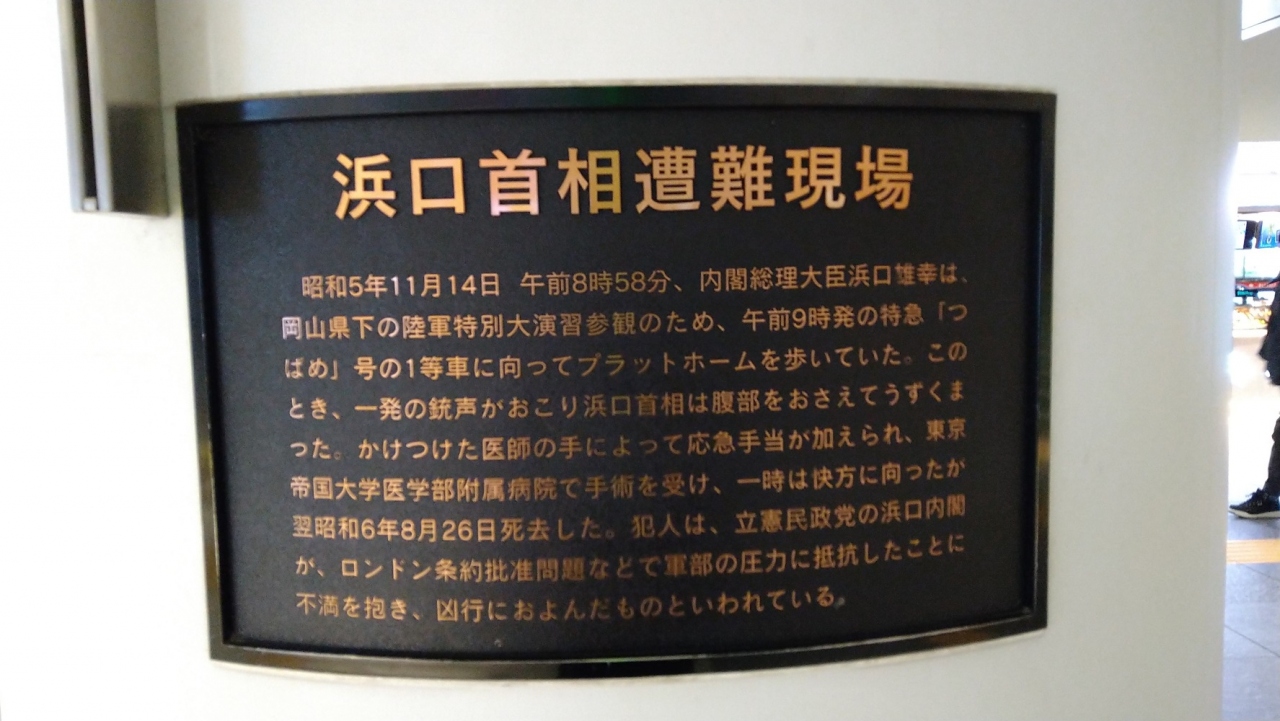 浜口首相遭難現場
昭和5年11月14日 午前8時58分、内閣総理大臣浜口雄幸は、
岡山県下の陸軍特別大演習参観のため、午前9時発の特急「つ
ばめ」号の1等車に向ってプラットホームを歩いていた。この
とき、一発の銃声がおこり浜口首相は腹部をおさえてうずくま
った。かけつけた医師の手によって応急手当が加えられ、東京
帝国大学医学部附属病院で手術を受け、一時は快方に向ったが
翌昭和6年8月26日死去した。犯人は、立憲民政党の浜口内閣
が、ロンドン条約批准問題などで軍部の圧力に抵抗したことに
不満を抱き、凶行におよんだものといわれている。